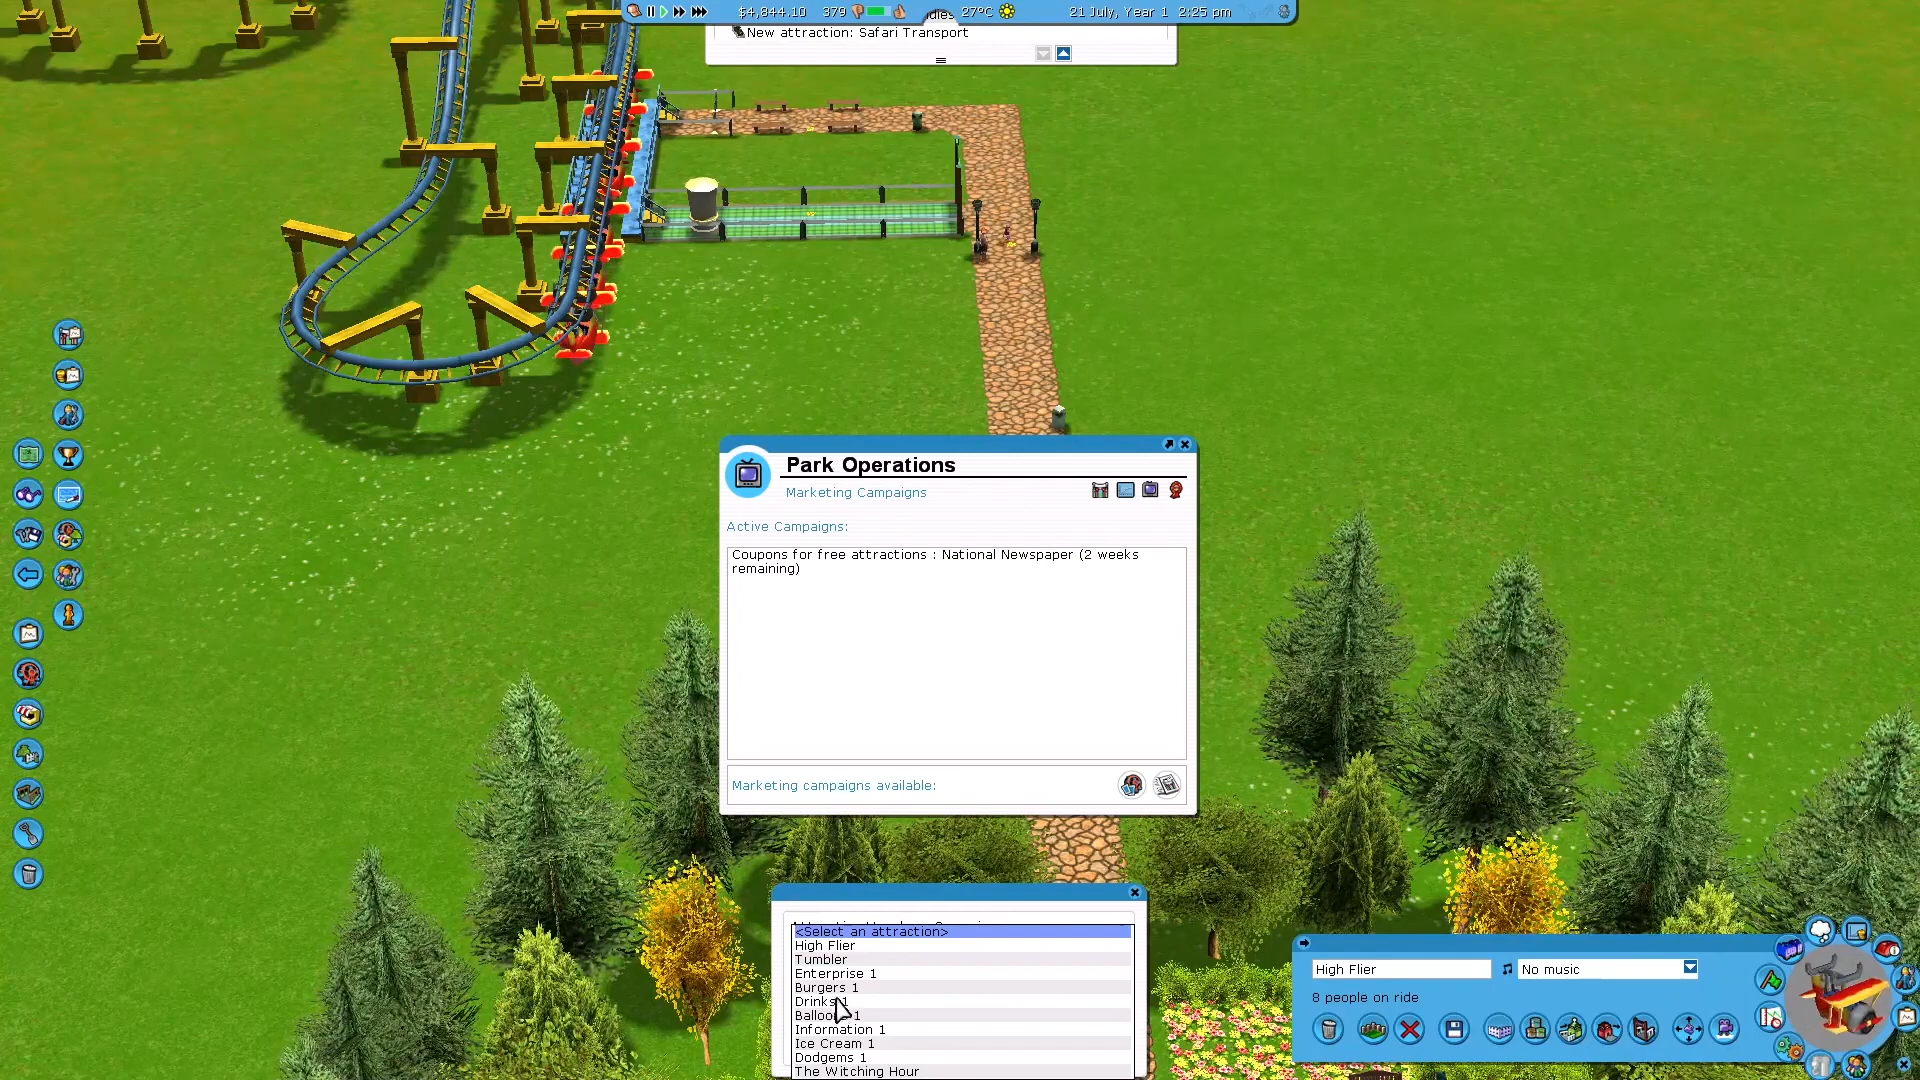 $4,844.10 379 27°C 21 July, Year 1 2:25 pm
New attraction: Safari Transport
Park Operations
Marketing Campaigns
Active Campaigns:
Coupons for free attractions : National Newspaper (2 weeks
remaining)
Marketing campaigns available:
<Select an attraction>
High Flier
Tumbler
Enterprise 1
Burgers 1
Drinks 1
Balloons 1
Information 1
Ice Cream 1
Dodgems 1
The Witching Hour
High Flier
No music
8 people on ride